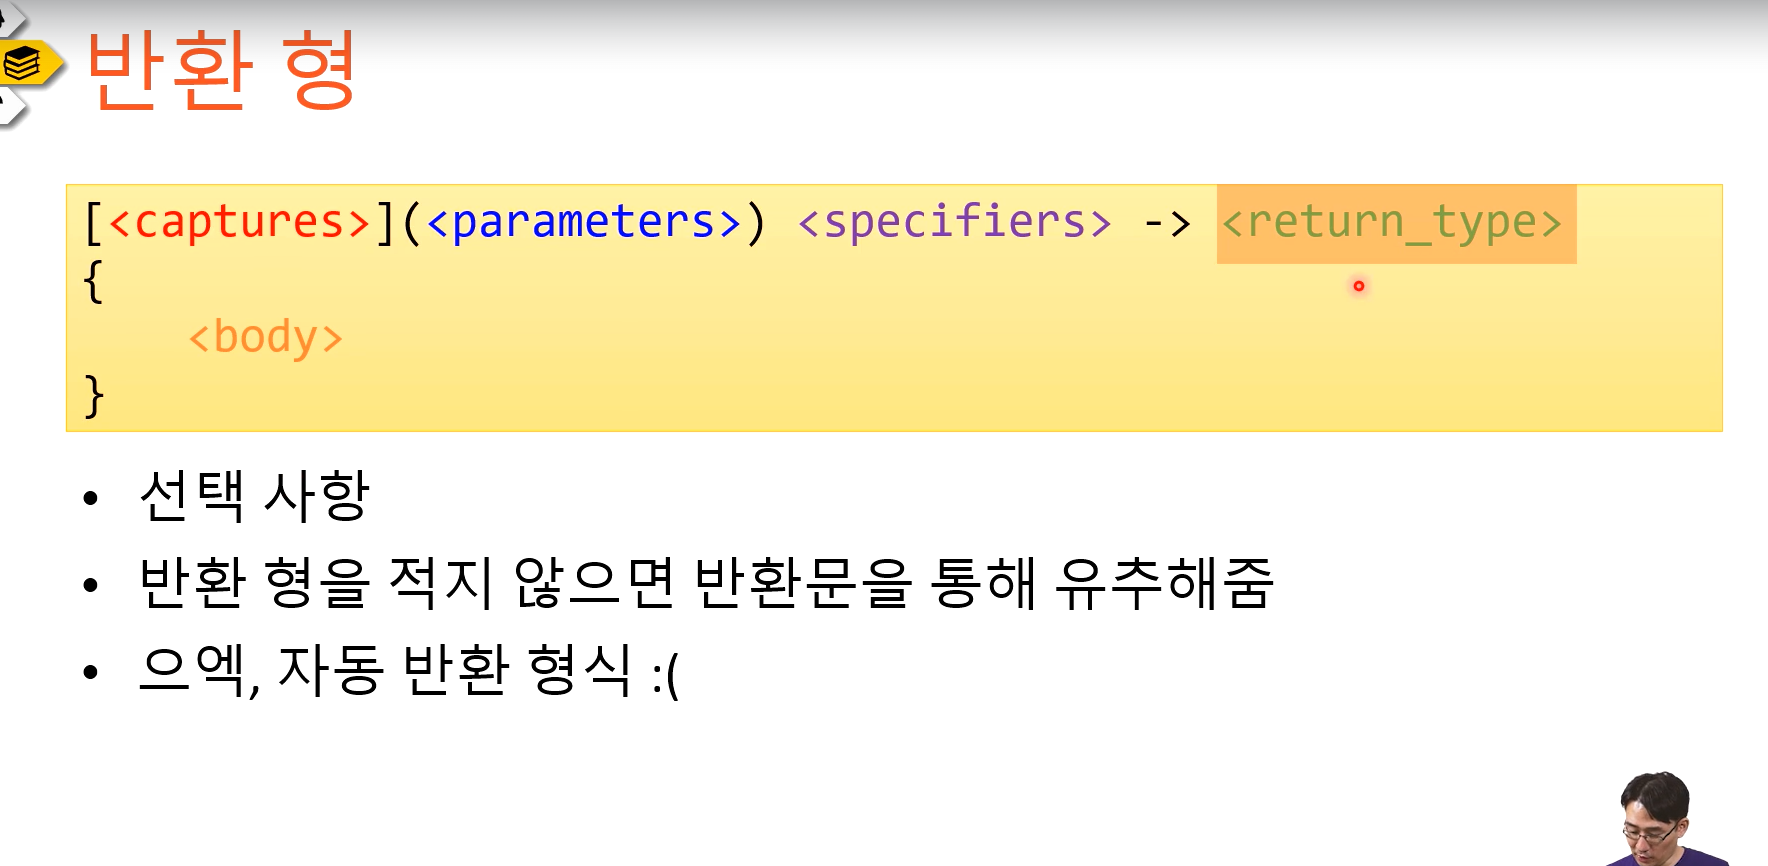 반환 형
[<captures>](<parameters>) <specifiers> -> <return_type>
{
<body>
}
• 선택 사항
• 반환 형을 적지 않으면 반환문을 통해 유추해줌
• 으엑, 자동 반환 형식 :(